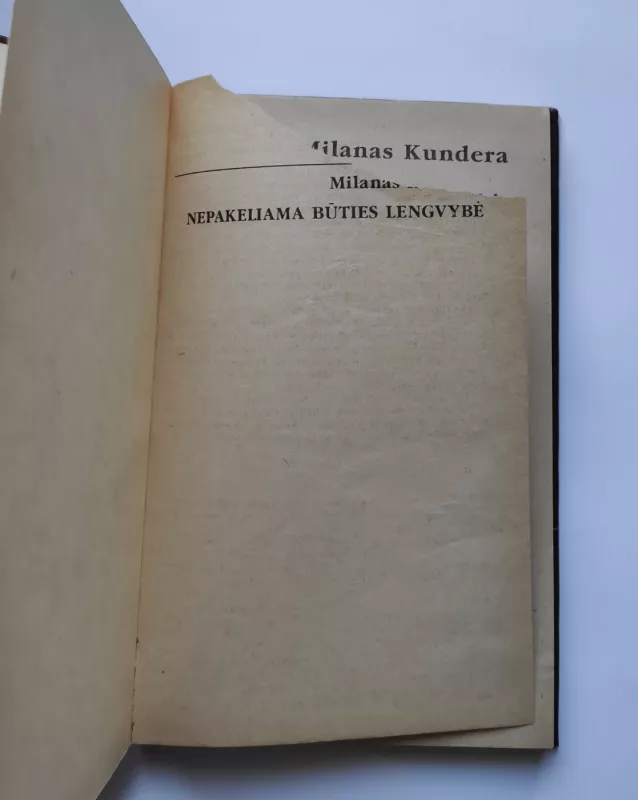 Milanas Kundera
Milanas
NEPAKELIAMA BŪTIES LENGVYBĖ